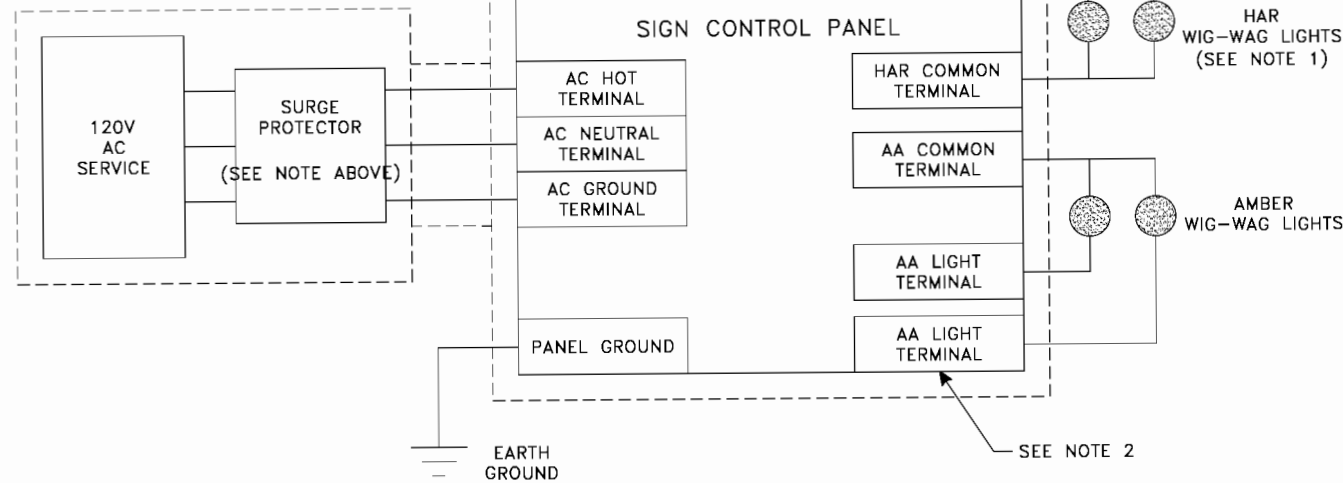 SIGN CONTROL PANEL
HAR
WIG-WAG LIGHTS
(SEE NOTE 1)
120V
AC
SERVICE
SURGE
PROTECTOR
(SEE NOTE ABOVE)
AC HOT
TERMINAL
AC NEUTRAL
TERMINAL
AC GROUND
TERMINAL
PANEL GROUND
HAR COMMON
TERMINAL
AA COMMON
TERMINAL
AA LIGHT
TERMINAL
AA LIGHT
TERMINAL
AMBER
WIG-WAG LIGHTS
EARTH
GROUND
SEE NOTE 2